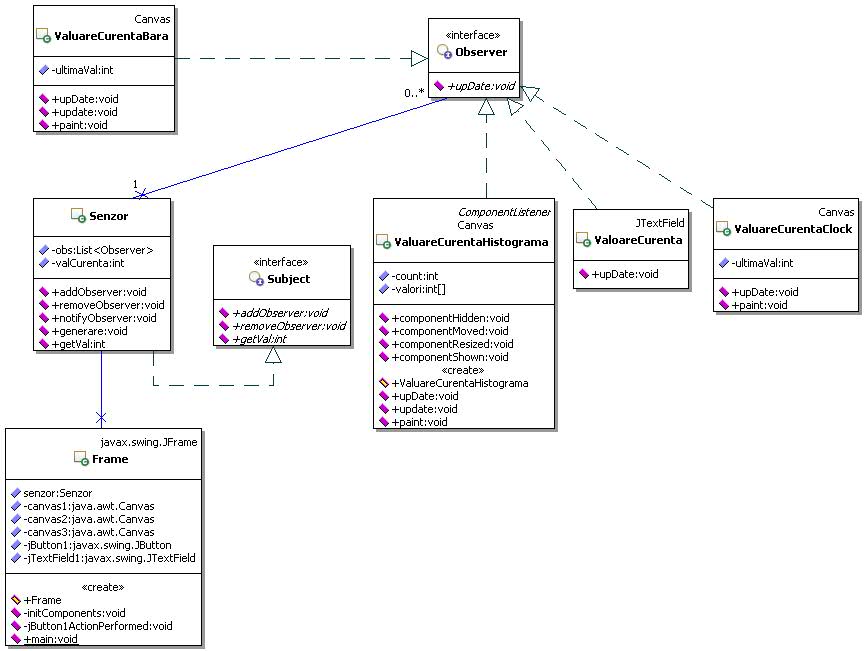 Canvas
ValuareCurentaBara
-ultimaVal:int
+upDate:void
+update:void
+paint:void
«interface»
Observer
+upDate:void
0..*
1
Senzor
-obs:List<Observer>
-valCurenta:int
+addObserver:void
+removeObserver:void
+notifyObserver:void
+generare:void
+getVal:int
«interface»
Subject
+addObserver:void
+removeObserver:void
+getVal:int
ComponentListener
Canvas
ValuareCurentaHistograma
-count:int
-valori:int[]
+componentHidden:void
+componentMoved:void
+componentResized:void
+componentShown:void
«create»
+ValuareCurentaHistograma
+upDate:void
+update:void
+paint:void
JTextField
ValoareCurenta
+upDate:void
Canvas
ValuareCurentaClock
-ultimaVal:int
+upDate:void
+paint:void
javax.swing.JFrame
Frame
senzor:Senzor
-canvas1:java.awt.Canvas
-canvas2:java.awt.Canvas
-canvas3:java.awt.Canvas
-jButton1:javax.swing.JButton
-jTextField1:javax.swing.JTextField
«create»
+Frame
-initComponents:void
-jButton1ActionPerformed:void
+main:void